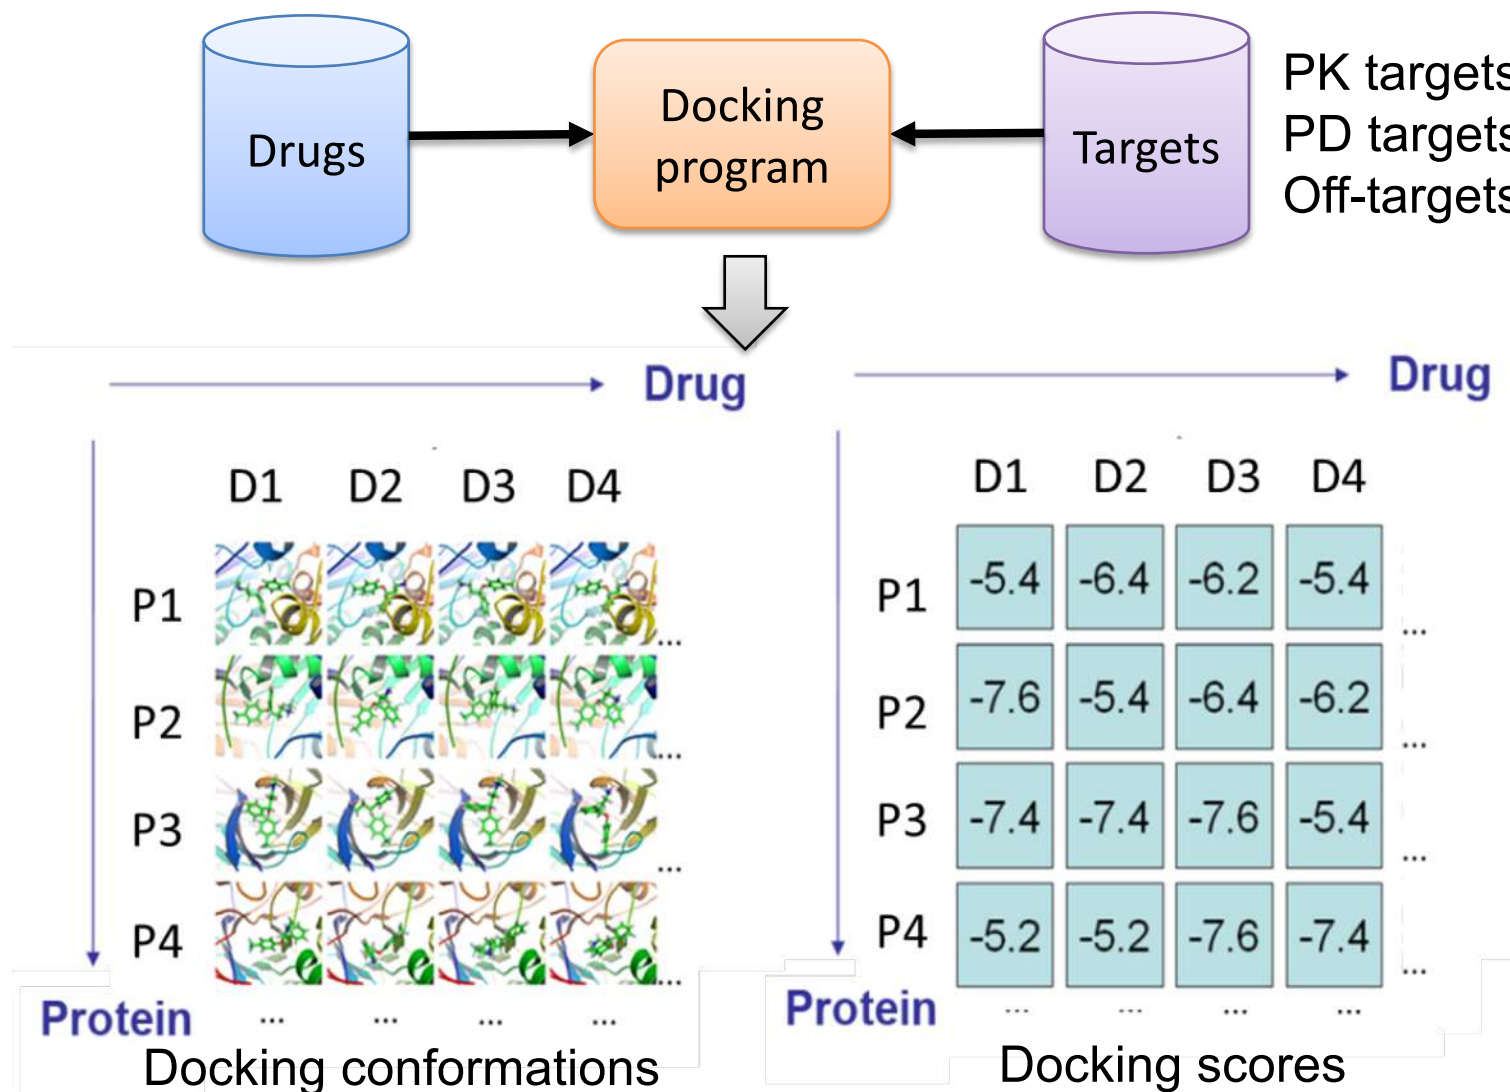 Drugs
Docking
program
Targets
PK targets
PD targets
Off-targets
Drug
D1 D2 D3 D4
P1 ...
P2 ...
P3 ...
P4 ...
Protein ... ... ... ...
Docking conformations
Drug
D1 D2 D3 D4
P1 -5.4 -6.4 -6.2 -5.4 ...
P2 -7.6 -5.4 -6.4 -6.2 ...
P3 -7.4 -7.4 -7.6 -5.4 ...
P4 -5.2 -5.2 -7.6 -7.4 ...
Protein ... ... ... ...
Docking scores